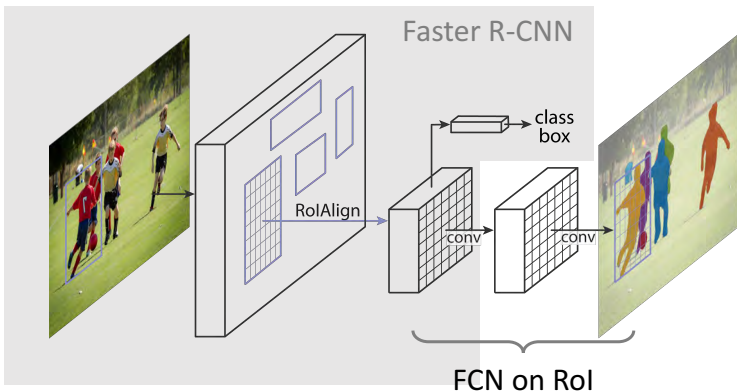 Faster R-CNN
class
box
RoIAlign
conv
conv
FCN on RoI